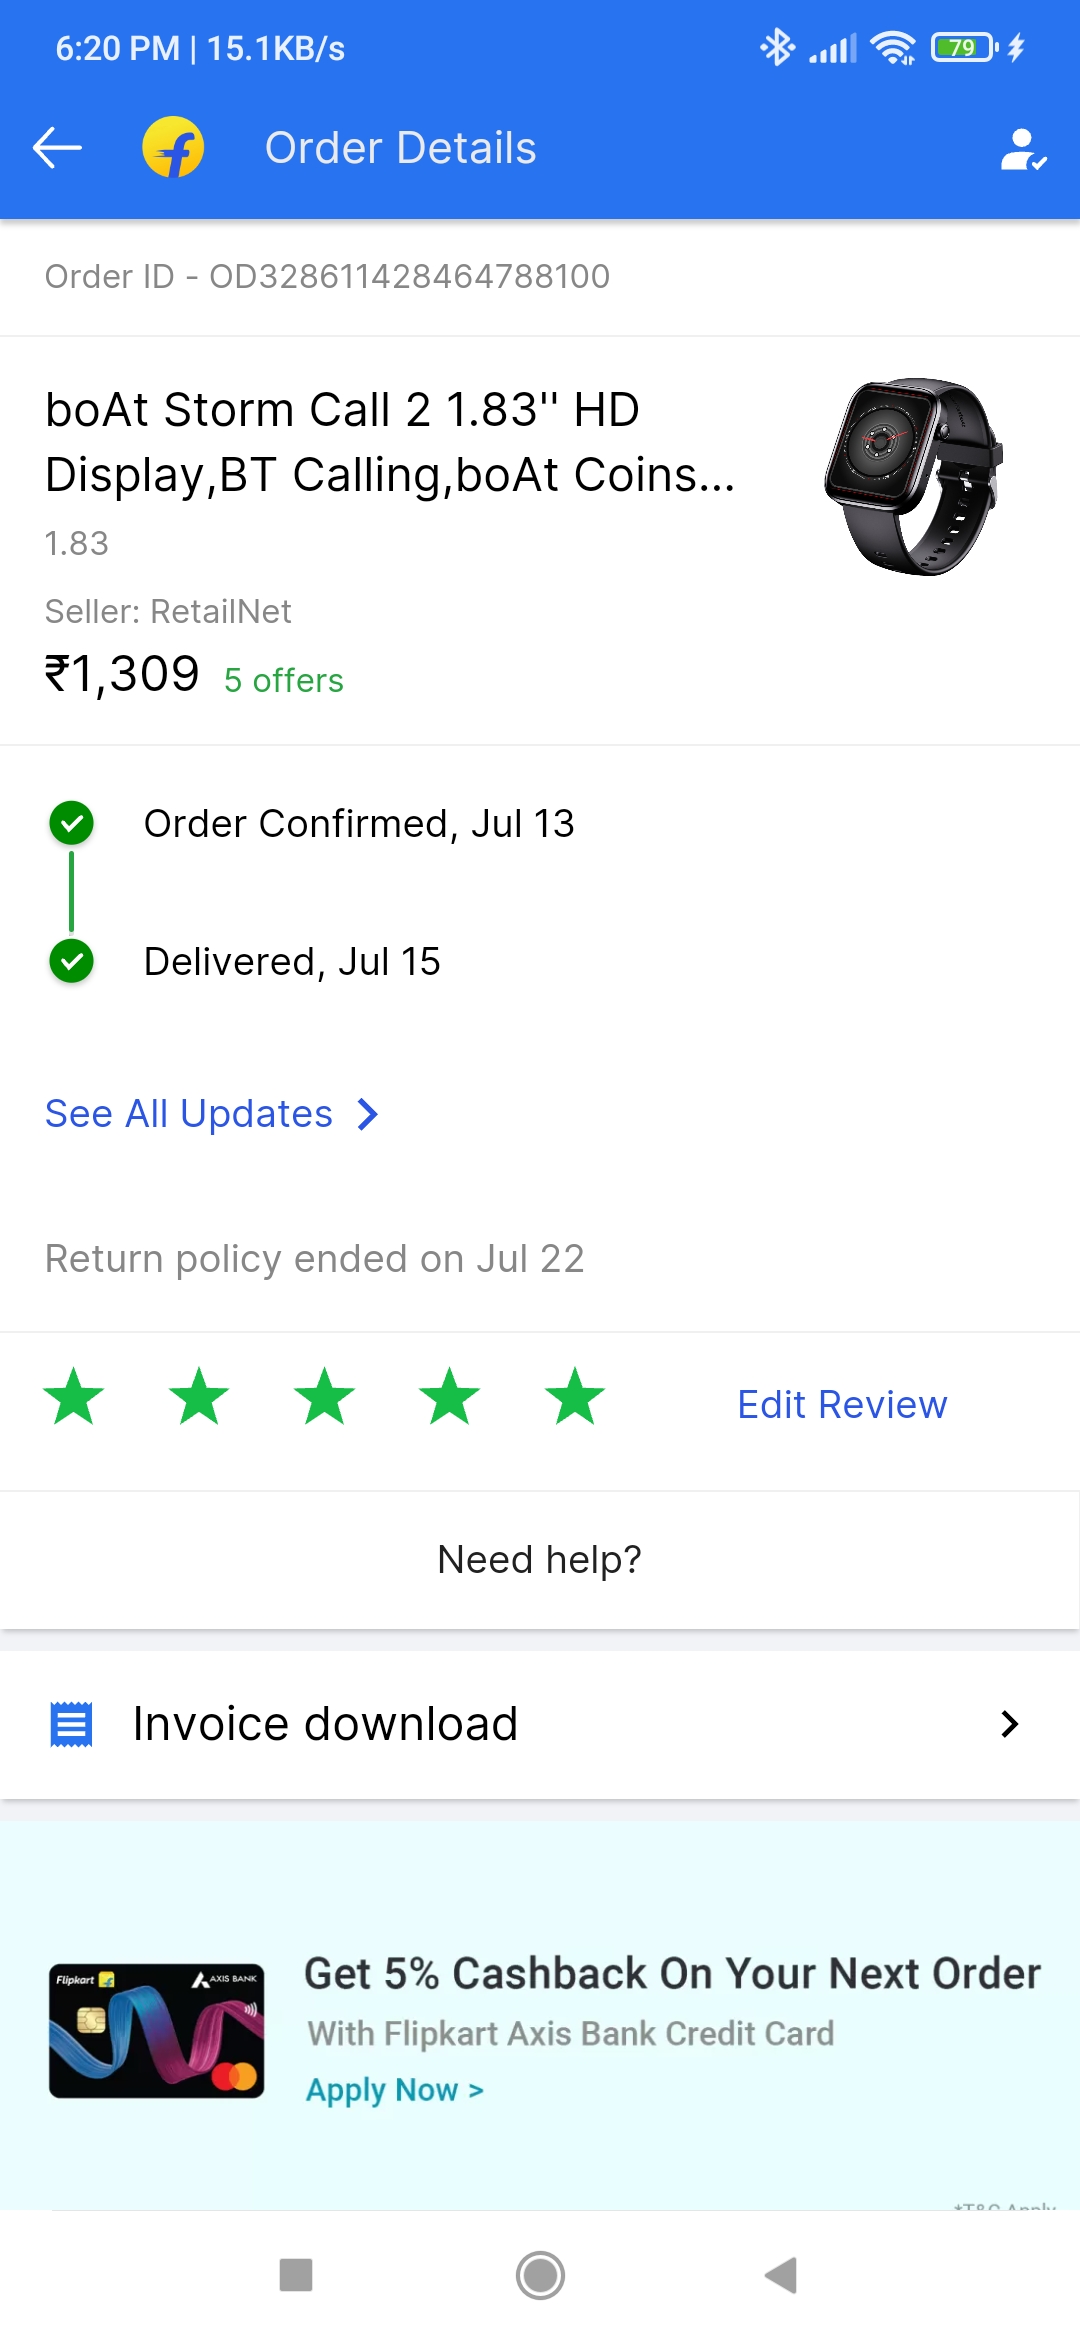 6:20 PM | 15.1KB/s
79
Order Details
Order ID - OD328611428464788100
boAt Storm Call 2 1.83'' HD
Display,BT Calling,boAt Coins...
1.83
Seller: RetailNet
₹1,309 5 offers
Order Confirmed, Jul 13
Delivered, Jul 15
See All Updates
Return policy ended on Jul 22
Edit Review
Need help?
Invoice download
Flipkart AXIS BANK
Get 5% Cashback On Your Next Order
With Flipkart Axis Bank Credit Card
Apply Now >
*T&C Apply